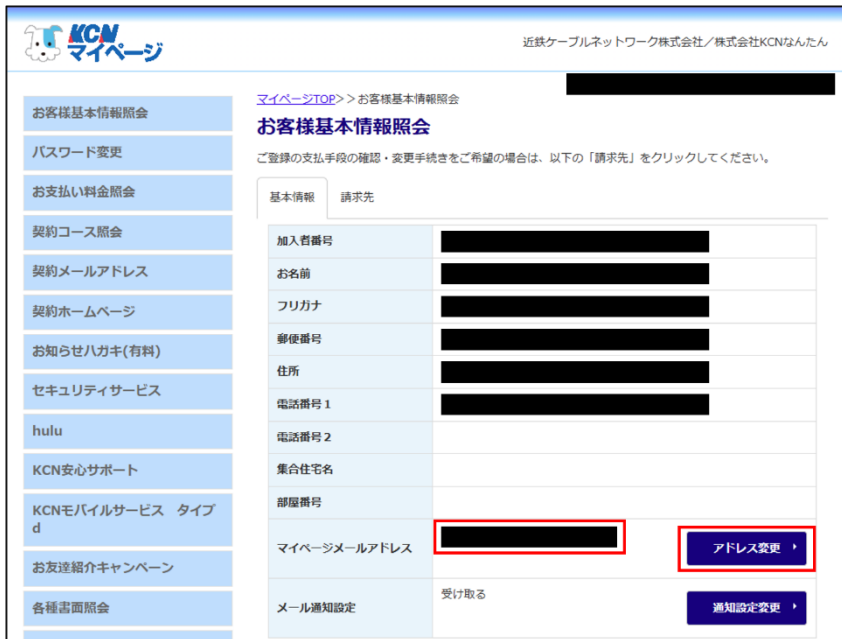 KCN
マイページ
近鉄ケーブルネットワーク株式会社／株式会社KCNなんたん
マイページTOP>>お客様基本情報照会
お客様基本情報照会
ご登録の支払手段の確認・変更手続きをご希望の場合は、以下の「請求先」をクリックしてください。
お客様基本情報照会
パスワード変更
お支払い料金照会
契約コース照会
契約メールアドレス
契約ホームページ
お知らせハガキ(有料)
セキュリティサービス
hulu
KCN安心サポート
KCNモバイルサービス　タイプ
d
お友達紹介キャンペーン
各種書面照会
基本情報 請求先
加入者番号
お名前
フリガナ
郵便番号
住所
電話番号1
電話番号2
集合住宅名
部屋番号
マイページメールアドレス アドレス変更
メール通知設定 受け取る 通知設定変更